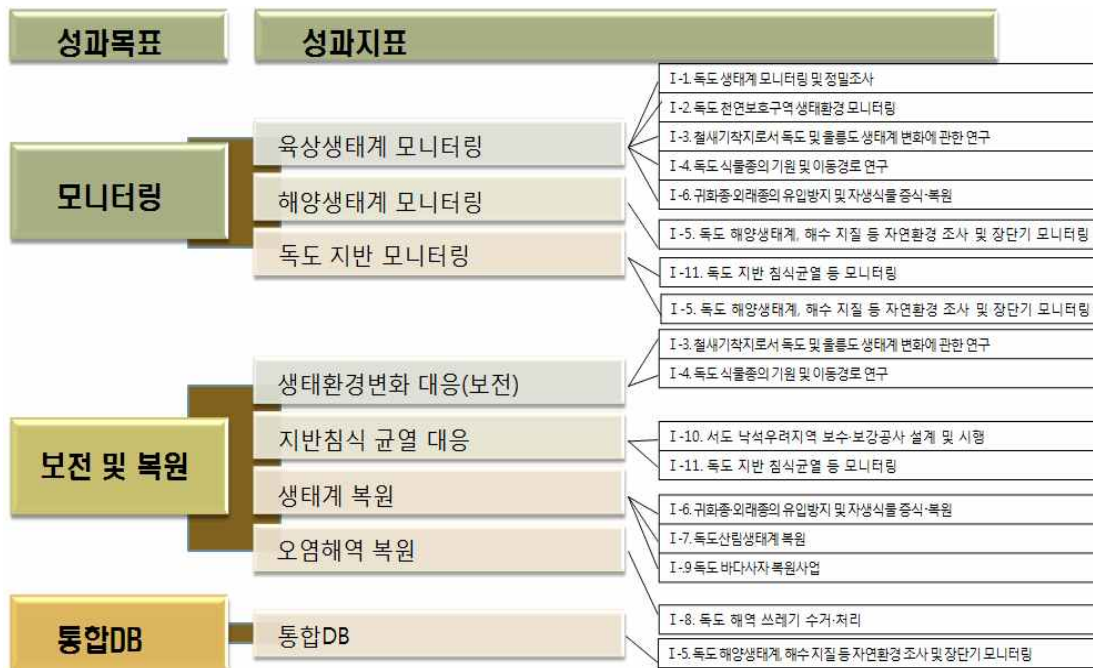 성과목표
성과지표
모니터링
육상생태계 모니터링
I-1. 독도 생태계 모니터링 및 정밀조사
I-2. 독도 천연보호구역 생태환경 모니터링
I-3. 철새기착지로서 독도 및 울릉도 생태계 변화에 관한 연구
I-4. 독도 식물종의 기원 및 이동경로 연구
I-6. 귀화종·외래종의 유입방지 및 자생식물 증식·복원
해양생태계 모니터링
I-5. 독도 해양생태계, 해수 지질 등 자연환경 조사 및 장단기 모니터링
독도 지반 모니터링
I-11. 독도 지반 침식균열 등 모니터링
I-5. 독도 해양생태계, 해수 지질 등 자연환경 조사 및 장단기 모니터링
보전 및 복원
생태환경변화 대응(보전)
I-3. 철새기착지로서 독도 및 울릉도 생태계 변화에 관한 연구
I-4. 독도 식물종의 기원 및 이동경로 연구
지반침식 균열 대응
I-10. 서도 낙석우려지역 보수·보강공사 설계 및 시행
I-11. 독도 지반 침식균열 등 모니터링
생태계 복원
I-6. 귀화종·외래종의 유입방지 및 자생식물 증식·복원
I-7. 독도산림생태계 복원
I-9 독도 바다사자 복원사업
오염해역 복원
I-8. 독도 해역 쓰레기 수거·처리
통합DB
통합DB
I-5. 독도 해양생태계, 해수 지질 등 자연환경 조사 및 장단기 모니터링